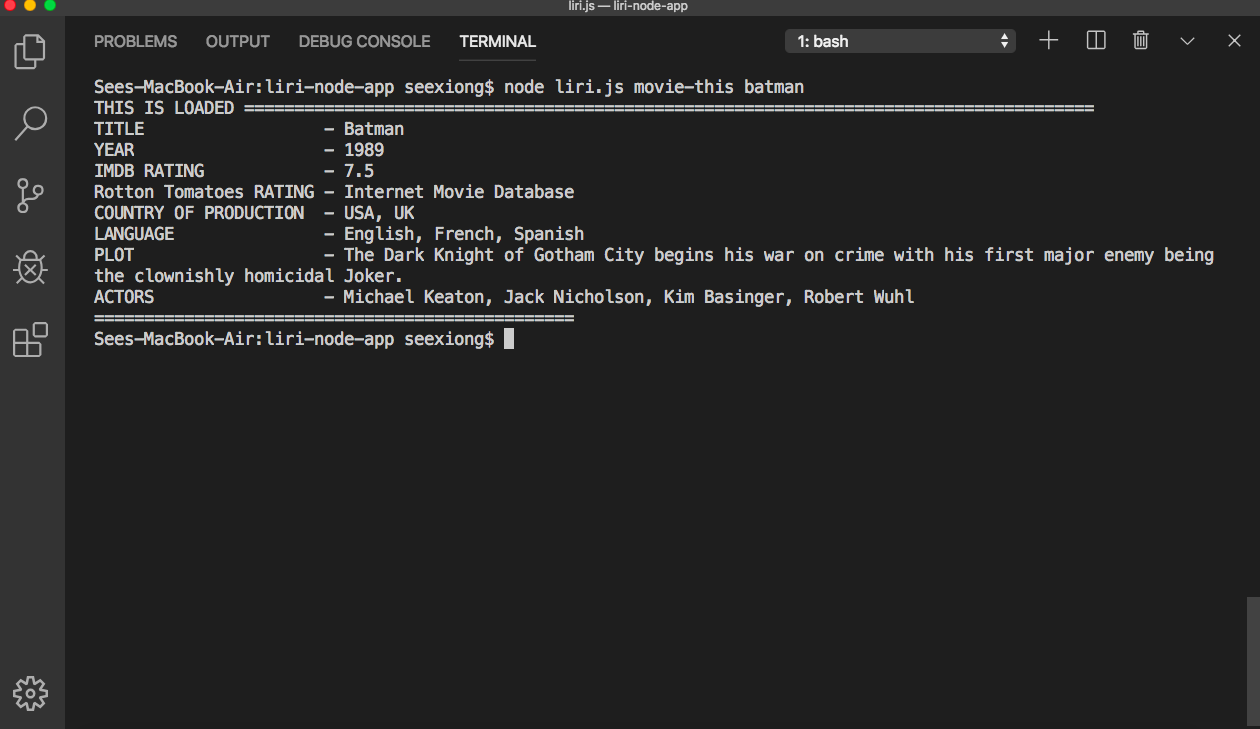 liri.js — liri-node-app
PROBLEMS OUTPUT DEBUG CONSOLE TERMINAL 1: bash
Sees-MacBook-Air:liri-node-app seexiong$ node liri.js movie-this batman
THIS IS LOADED =====================================================================================
TITLE                  - Batman
YEAR                   - 1989
IMDB RATING            - 7.5
Rotton Tomatoes RATING - Internet Movie Database
COUNTRY OF PRODUCTION  - USA, UK
LANGUAGE               - English, French, Spanish
PLOT                   - The Dark Knight of Gotham City begins his war on crime with his first major enemy being
the clownishly homicidal Joker.
ACTORS                 - Michael Keaton, Jack Nicholson, Kim Basinger, Robert Wuhl
================================================
Sees-MacBook-Air:liri-node-app seexiong$